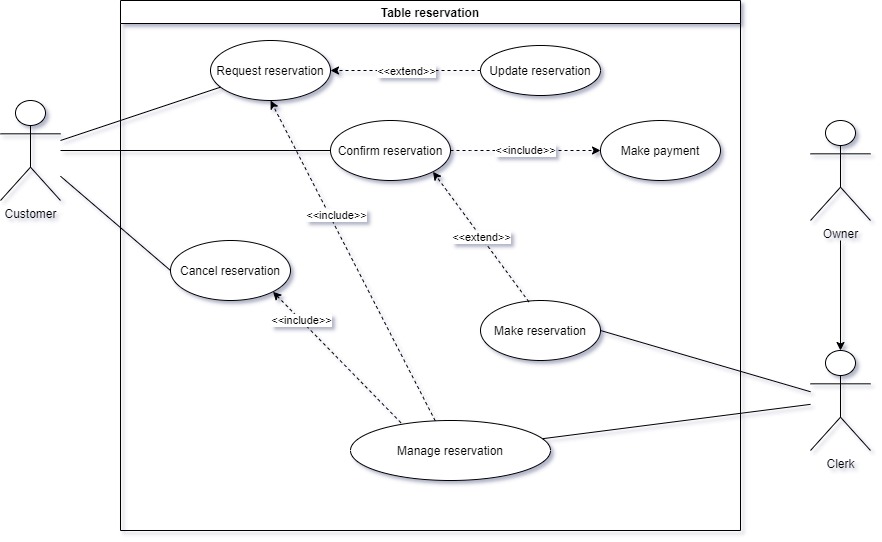 Table reservation
Request reservation
<<extend>>
Update reservation
Confirm reservation
<<include>>
Make payment
Customer
<<include>>
<<extend>>
Owner
Cancel reservation
<<include>>
Make reservation
Manage reservation
Clerk